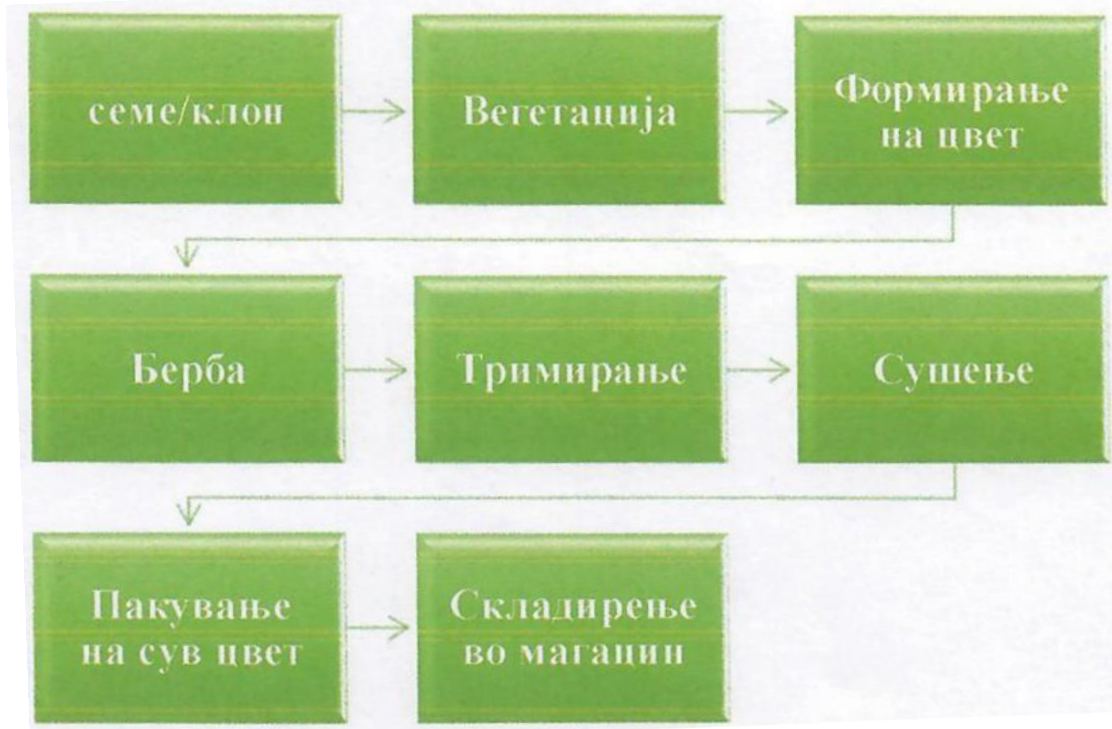 семе/клон
Вегетација
Формирање
на цвет
Берба
Тримирање
Сушење
Пакување
на сув цвет
Складирење
во магацин